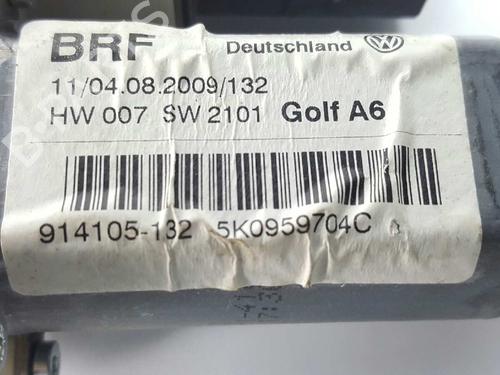 BRF Deutschland
11/04.08.2009/132
HW 007 SW 2101 Golf A6
914105-132 5K0959704C